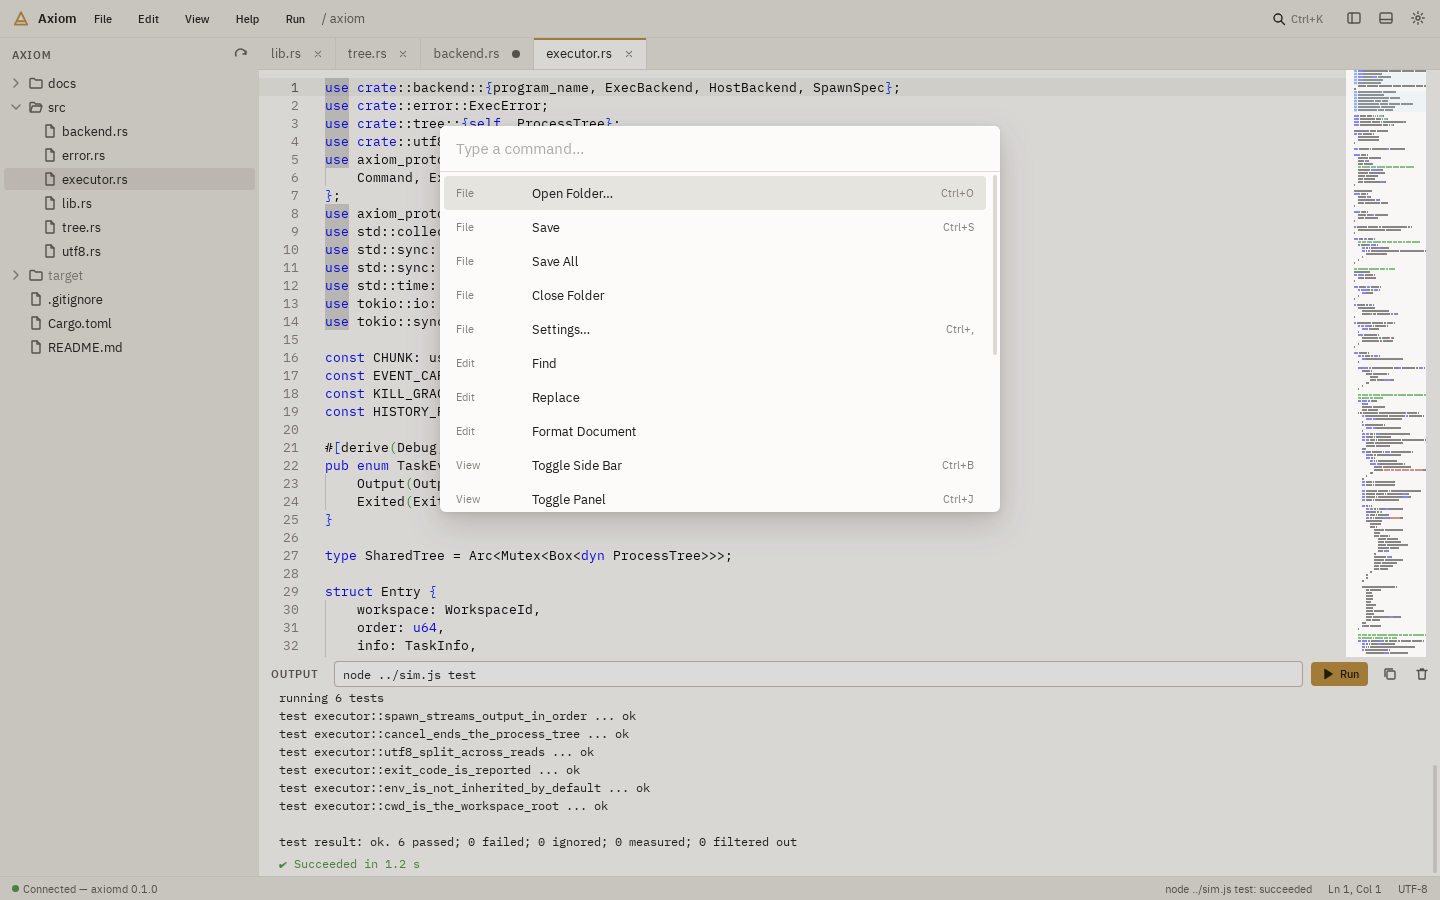 Axiom File Edit View Help Run / axiom Ctrl+K
AXIOM
docs
src
backend.rs
error.rs
executor.rs
lib.rs
tree.rs
utf8.rs
target
.gitignore
Cargo.toml
README.md
lib.rs tree.rs backend.rs executor.rs
1 use crate::backend::{program_name, ExecBackend, HostBackend, SpawnSpec};
2 use crate::error::ExecError;
3 use crate::tree::{self, ProcessTree};
4 use crate::utf8
5 use axiom_proto
6 Command, Ex
7 };
8 use axiom_proto
9 use std::collec
10 use std::sync:
11 use std::sync:
12 use std::time:
13 use tokio::io:
14 use tokio::sync
15
16 const CHUNK: us
17 const EVENT_CAP
18 const KILL_GRAC
19 const HISTORY_
20
21 #[derive(Debug
22 pub enum TaskEv
23 Output(Outp
24 Exited(Exit
25 }
26
27 type SharedTree = Arc<Mutex<Box<dyn ProcessTree>>>;
28
29 struct Entry {
30 workspace: WorkspaceId,
31 order: u64,
32 info: TaskInfo,
Type a command...
File Open Folder... Ctrl+O
File Save Ctrl+S
File Save All
File Close Folder
File Settings... Ctrl+,
Edit Find
Edit Replace
Edit Format Document
View Toggle Side Bar Ctrl+B
View Toggle Panel Ctrl+J
OUTPUT node ../sim.js test Run
running 6 tests
test executor::spawn_streams_output_in_order ... ok
test executor::cancel_ends_the_process_tree ... ok
test executor::utf8_split_across_reads ... ok
test executor::exit_code_is_reported ... ok
test executor::env_is_not_inherited_by_default ... ok
test executor::cwd_is_the_workspace_root ... ok
test result: ok. 6 passed; 0 failed; 0 ignored; 0 measured; 0 filtered out
✔ Succeeded in 1.2 s
Connected — axiomd 0.1.0 node ../sim.js test: succeeded Ln 1, Col 1 UTF-8